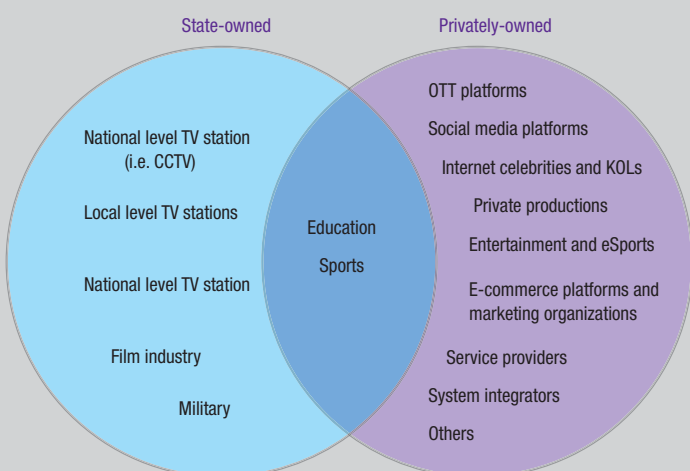 State-owned
Privately-owned
National level TV station
(i.e. CCTV)
Local level TV stations
National level TV station
Film industry
Military
Education
Sports
OTT platforms
Social media platforms
Internet celebrities and KOLs
Private productions
Entertainment and eSports
E-commerce platforms and
marketing organizations
Service providers
System integrators
Others